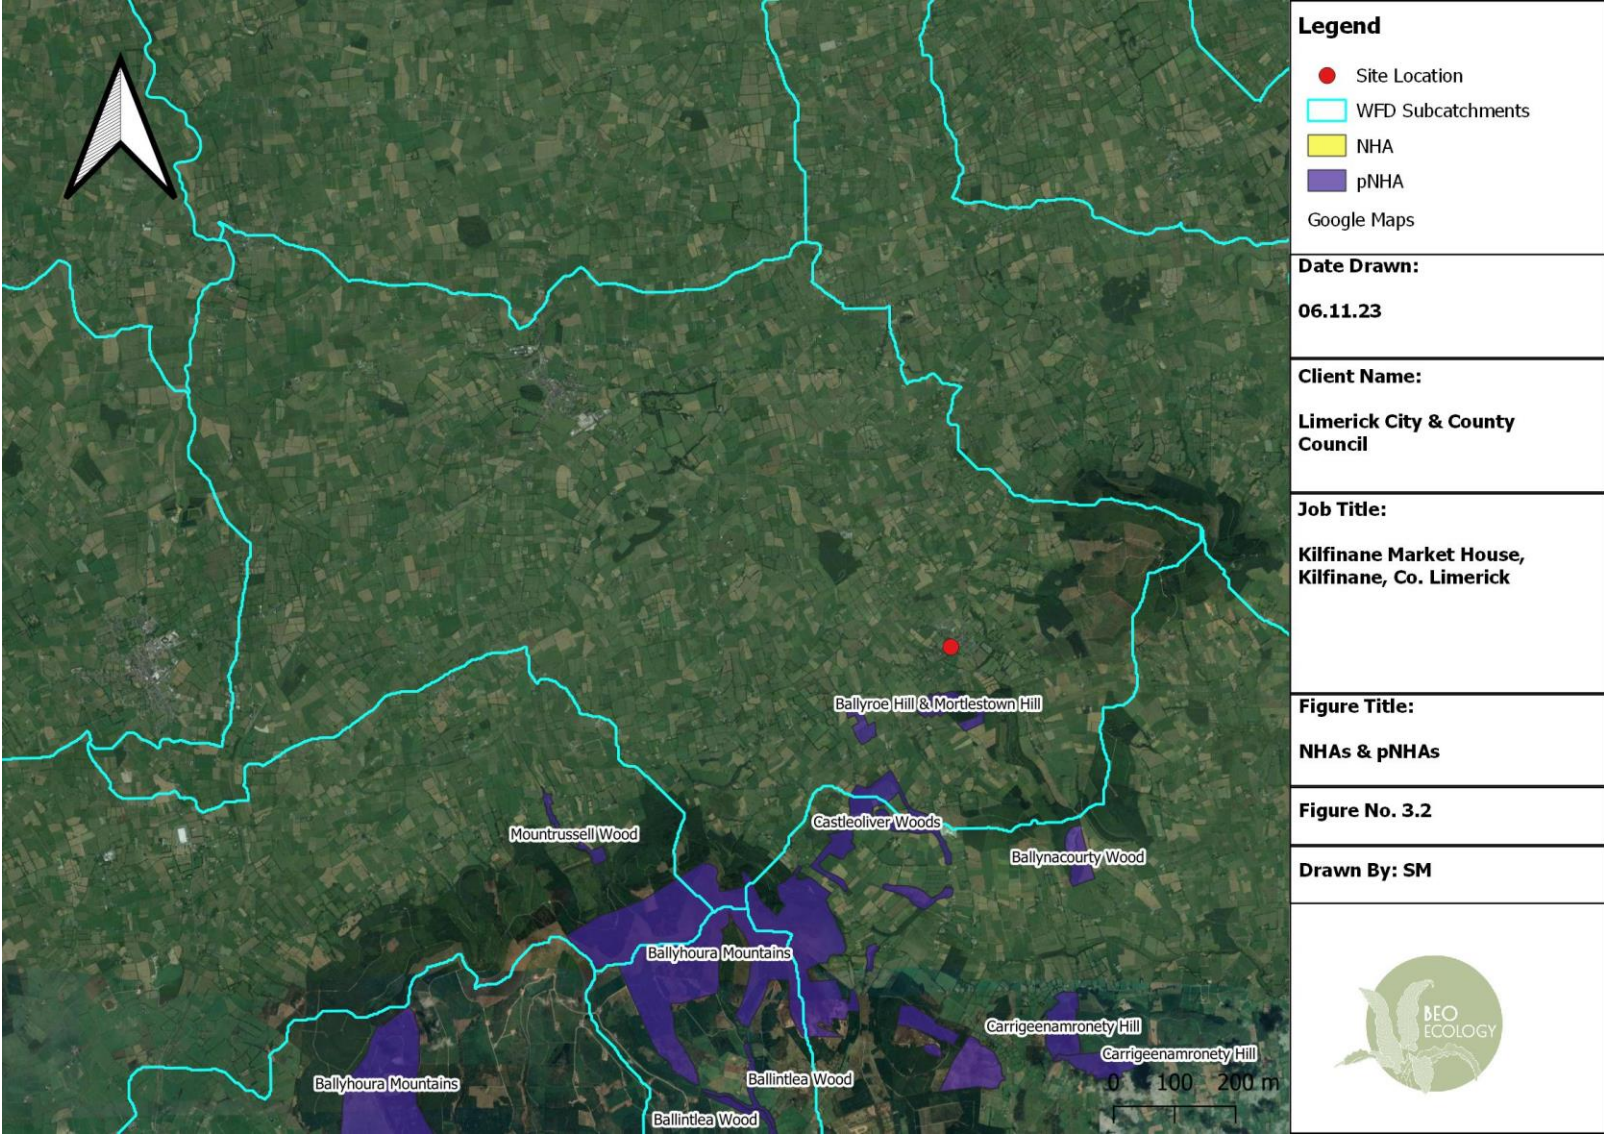 Legend
Site Location
WFD Subcatchments
NHA
pNHA
Google Maps
Date Drawn:
06.11.23
Client Name:
Limerick City & County
Council
Job Title:
Kilfinane Market House,
Kilfinane, Co. Limerick
Figure Title:
NHAs & pNHAs
Figure No. 3.2
Drawn By: SM
BEO
ECOLOGY
Ballyroe Hill & Mortlestown Hill
Castleoliver Woods
Mountrussell Wood
Ballynacourty Wood
Ballyhoura Mountains
Carrigeenamronety Hill
Carrigeenamronety Hill
Ballintlea Wood
Ballyhoura Mountains
Ballintlea Wood
0 100 200 m